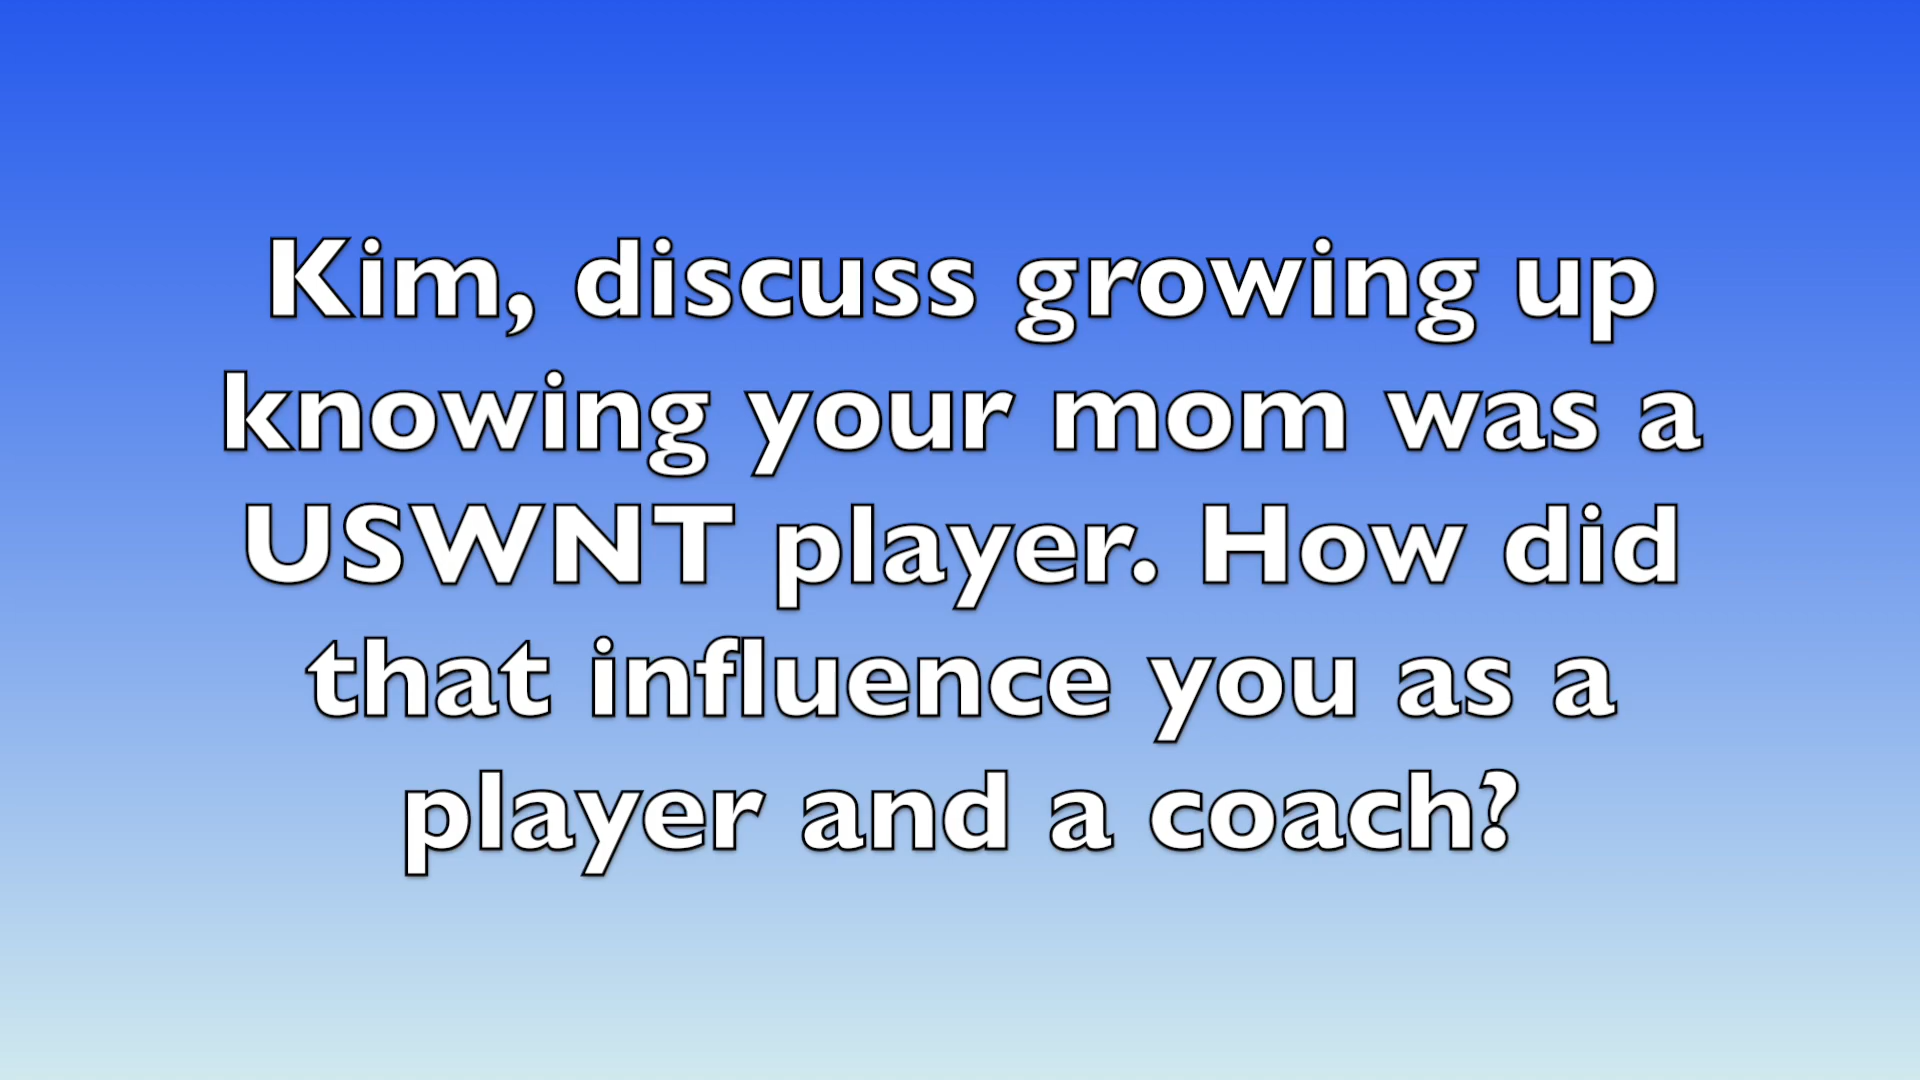 Kim, discuss growing up
knowing your mom was a
USWNT player. How did
that influence you as a
player and a coach?